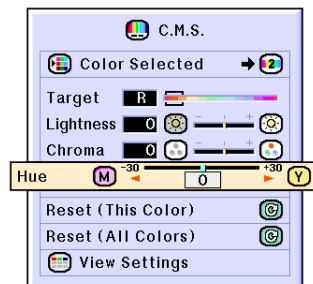 C.M.S.
Color Selected 2
Target R
Lightness 0 - +
Chroma 0 - +
Hue M -30 0 +30 Y
Reset (This Color)
Reset (All Colors)
View Settings